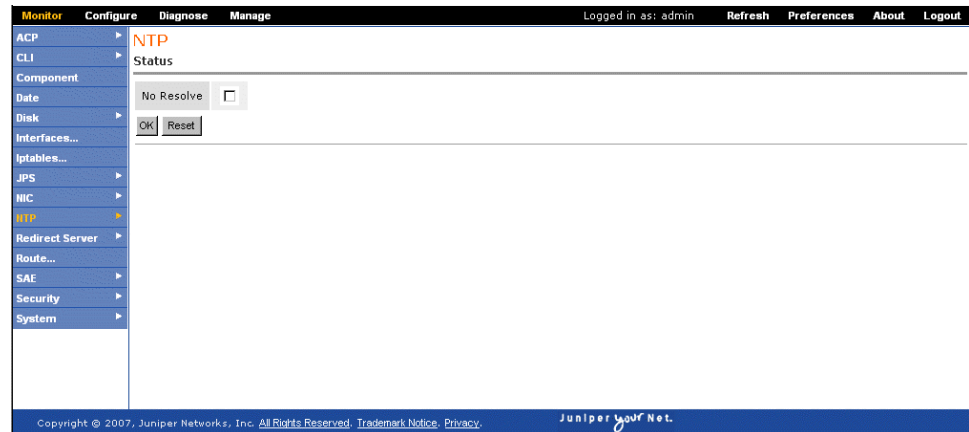 Monitor Configure Diagnose Manage Logged in as: admin Refresh Preferences About Logout
ACP
CLI
Component
Date
Disk
Interfaces...
Iptables...
JPS
NIC
NTP
Redirect Server
Route...
SAE
Security
System
NTP
Status
No Resolve
OK Reset
Copyright © 2007, Juniper Networks, Inc. All Rights Reserved. Trademark Notice. Privacy.
Juniper your Net.